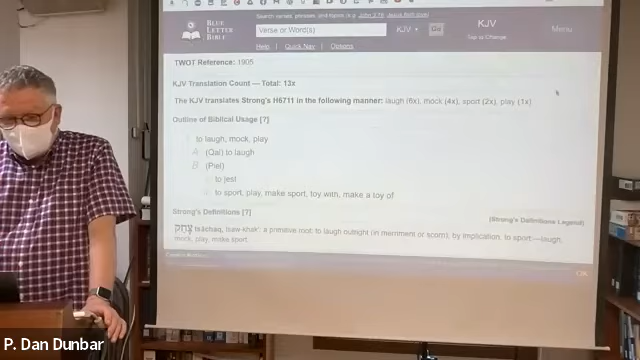 Search verses, phrases, and topics (e.g. John 3:16, Jesus faith love)
BLUE
LETTER
BIBLE
Verse or Word(s)
KJV
KJV
Tap to Change
Menu
Help | Quick Nav | Options
TWOT Reference: 1905
KJV Translation Count — Total: 13x
The KJV translates Strong's H6711 in the following manner: laugh (6x), mock (4x), sport (2x), play (1x)
Outline of Biblical Usage [?]
to laugh, mock, play
A (Qal) to laugh
B (Piel)
to jest
to sport, play, make sport, toy with, make a toy of
Strong's Definitions [?]
(Strong's Definitions Legend)
צָחַק tsâchaq, tsaw-khak'; a primitive root; to laugh outright (in merriment or scorn); by implication, to sport:—laugh,
mock, play, make sport.
OK
P. Dan Dunbar